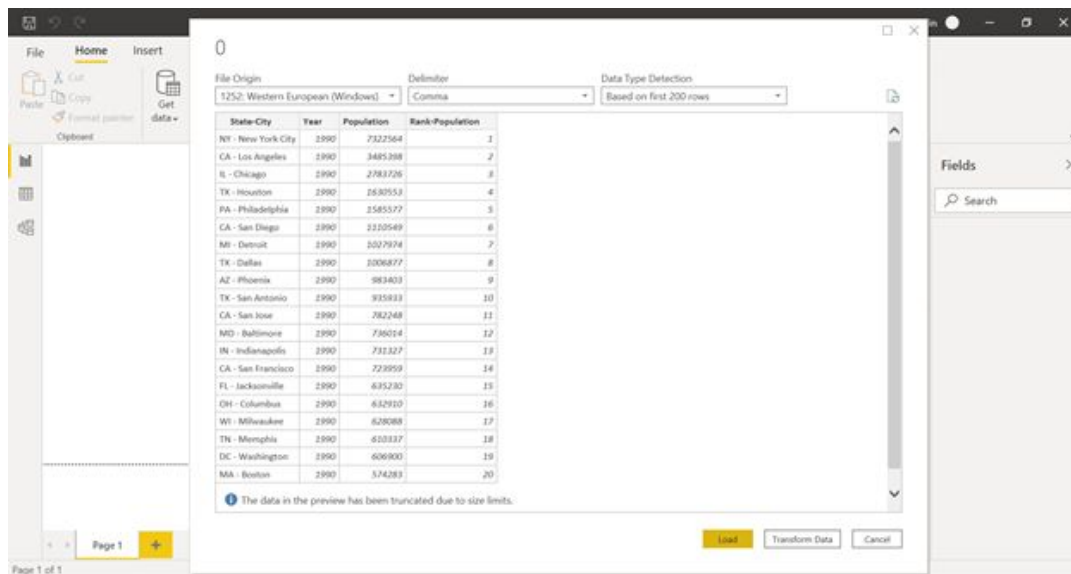 in
File Home Insert
Paste
Cut
Copy
Format painter
Clipboard
Get
data
0
File Origin Delimiter Data Type Detection
1252: Western European (Windows) Comma Based on first 200 rows
State-City Year Population Rank-Population
NY - New York City 1990 7322564 1
CA - Los Angeles 1990 3485398 2
IL - Chicago 1990 2783726 3
TX - Houston 1990 1630553 4
PA - Philadelphia 1990 1585577 5
CA - San Diego 1990 1110549 6
MI - Detroit 1990 1027974 7
TX - Dallas 1990 1006877 8
AZ - Phoenix 1990 983403 9
TX - San Antonio 1990 935933 10
CA - San Jose 1990 782248 11
MD - Baltimore 1990 736014 12
IN - Indianapolis 1990 731327 13
CA - San Francisco 1990 723959 14
FL - Jacksonville 1990 635230 15
OH - Columbus 1990 632910 16
WI - Milwaukee 1990 628088 17
TN - Memphis 1990 610337 18
DC - Washington 1990 606900 19
MA - Boston 1990 574283 20
The data in the preview has been truncated due to size limits.
Load Transform Data Cancel
Fields
Search
Page 1
Page 1 of 1